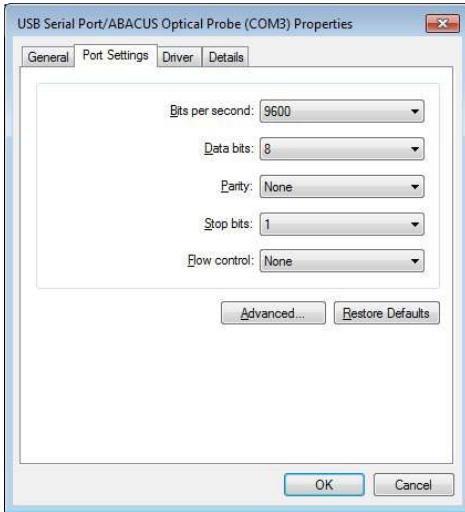 USB Serial Port/ABACUS Optical Probe (COM3) Properties
General Port Settings Driver Details
Bits per second: 9600
Data bits: 8
Parity: None
Stop bits: 1
Flow control: None
Advanced... Restore Defaults
OK Cancel